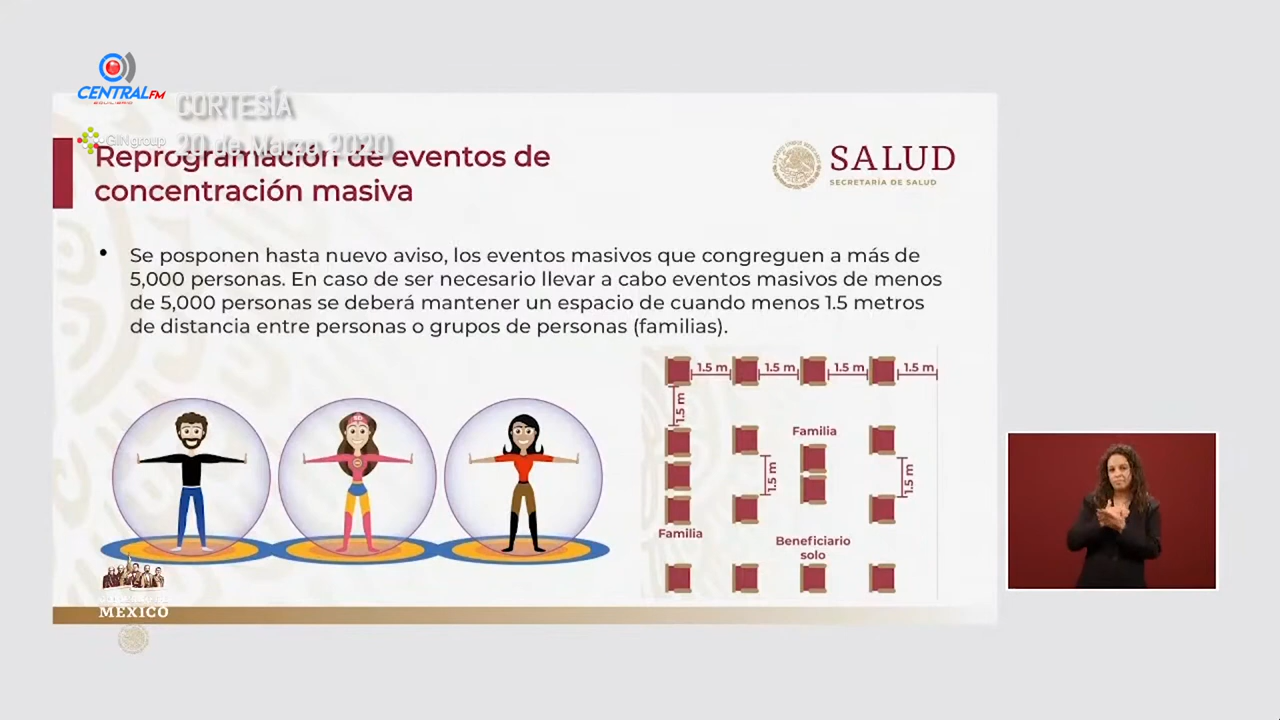 CENTRALFM
EQUILIBRIO
CORTESÍA
GINgroup
20 de Marzo 2020
Reprogramación de eventos de
concentración masiva
SALUD
SECRETARÍA DE SALUD
• Se posponen hasta nuevo aviso, los eventos masivos que congreguen a más de
5,000 personas. En caso de ser necesario llevar a cabo eventos masivos de menos
de 5,000 personas se deberá mantener un espacio de cuando menos 1.5 metros
de distancia entre personas o grupos de personas (familias).
1.5 m 1.5 m 1.5 m 1.5 m
1.5 m
Familia
1.5 m
1.5 m
Familia
Beneficiario
solo
MÉXICO